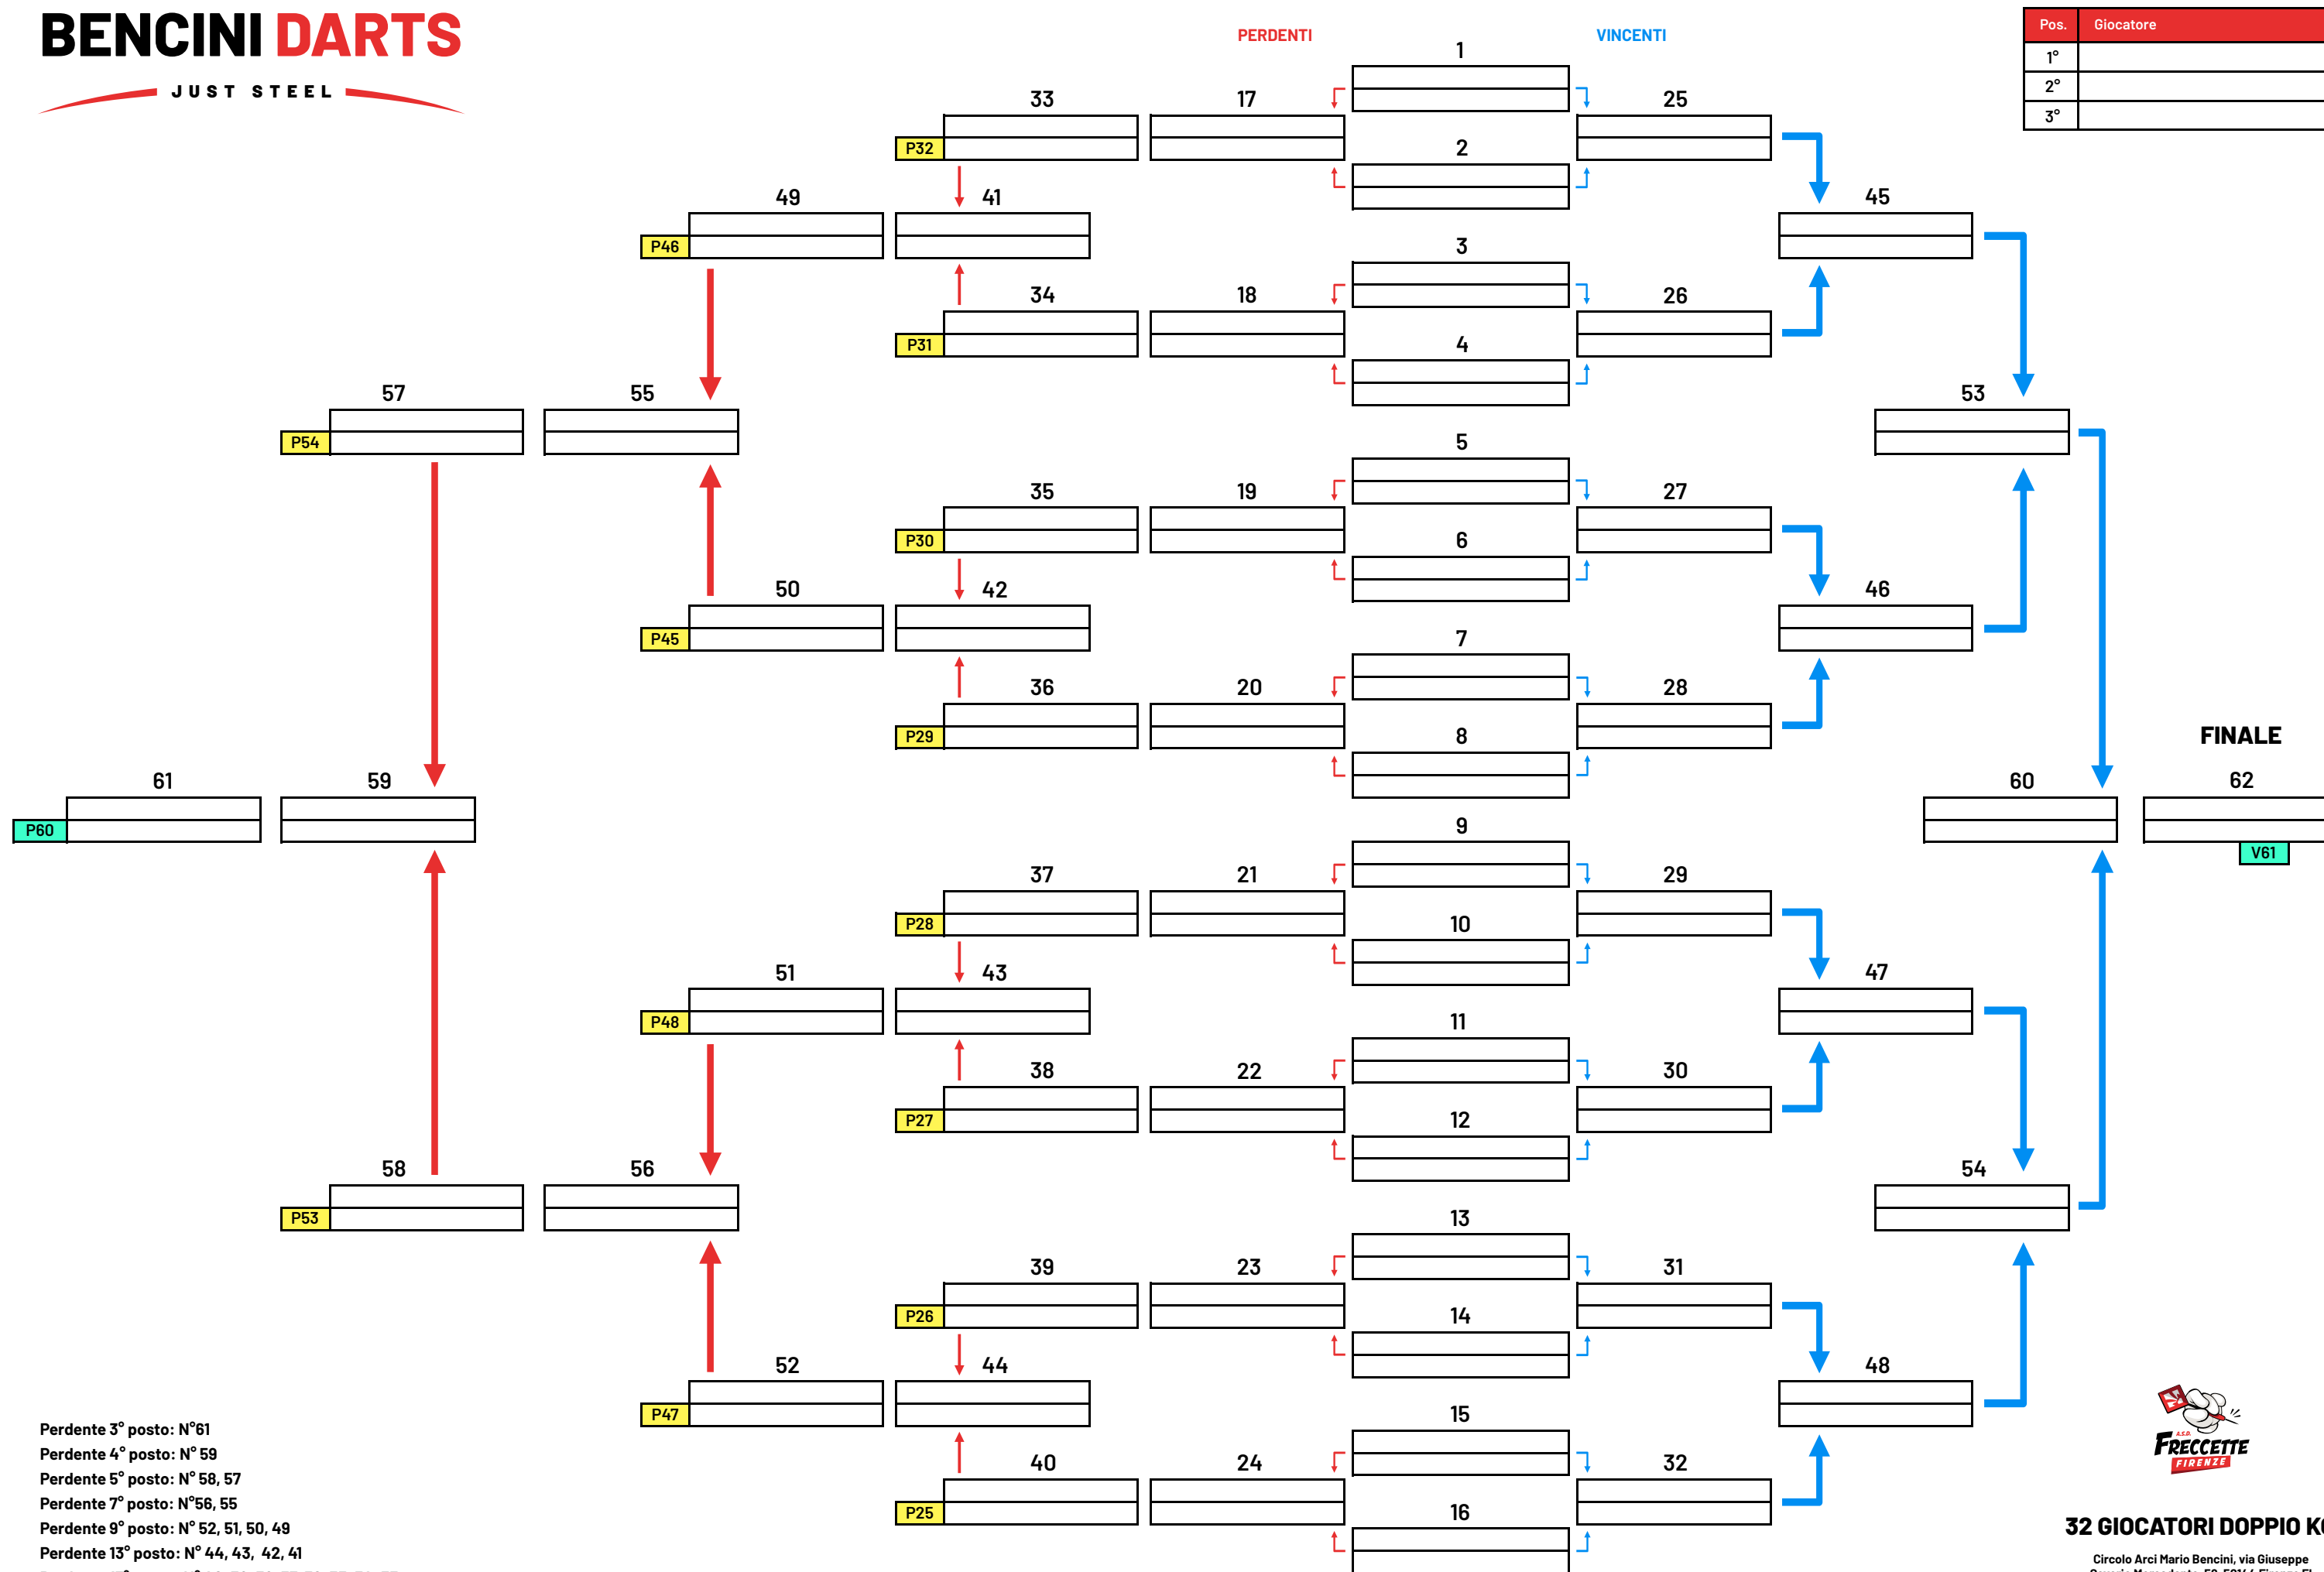 BENCINI DARTS
JUST STEEL
PERDENTI
VINCENTI
Pos. Giocatore
1°
2°
3°
1
33 17 25
P32
2
49 41 45
P46
3
34 18 26
P31
4
57 55 53
P54
5
35 19 27
P30
6
50 42 46
P45
7
36 20 28
P29
8
FINALE
61 59 60 62
P60
V61
9
37 21 29
P28
10
51 43 47
P48
11
38 22 30
P27
12
58 56 54
P53
13
39 23 31
P26
14
52 44 48
P47
15
40 24 32
P25
16
Perdente 3° posto: N°61
Perdente 4° posto: N° 59
Perdente 5° posto: N° 58, 57
Perdente 7° posto: N°56, 55
Perdente 9° posto: N° 52, 51, 50, 49
Perdente 13° posto: N° 44, 43, 42, 41
A.S.D.
FRECCETTE
FIRENZE
32 GIOCATORI DOPPIO K
Circolo Arci Mario Bencini, via Giuseppe